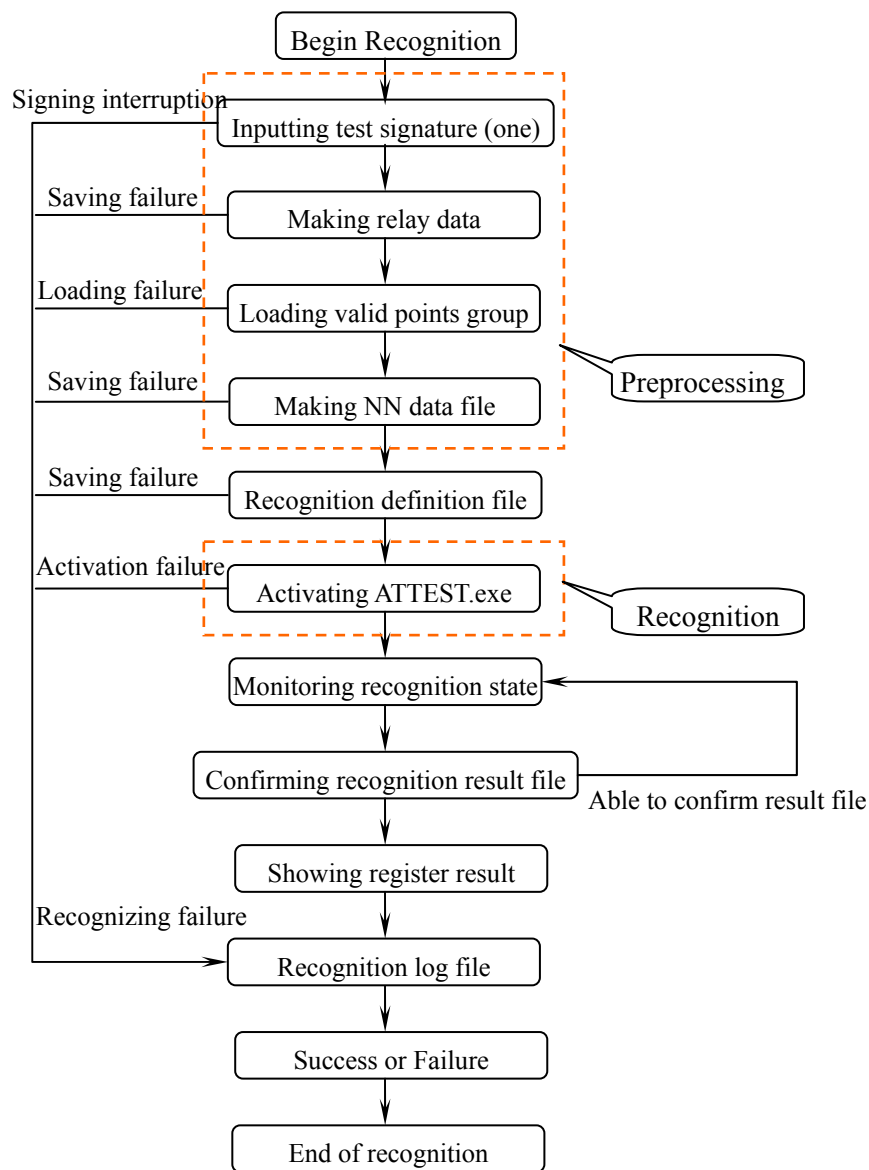 Begin Recognition
Signing interruption
Inputting test signature (one)
Saving failure
Making relay data
Loading failure
Loading valid points group
Preprocessing
Saving failure
Making NN data file
Saving failure
Recognition definition file
Activation failure
Activating ATTEST.exe
Recognition
Monitoring recognition state
Confirming recognition result file
Able to confirm result file
Showing register result
Recognizing failure
Recognition log file
Success or Failure
End of recognition